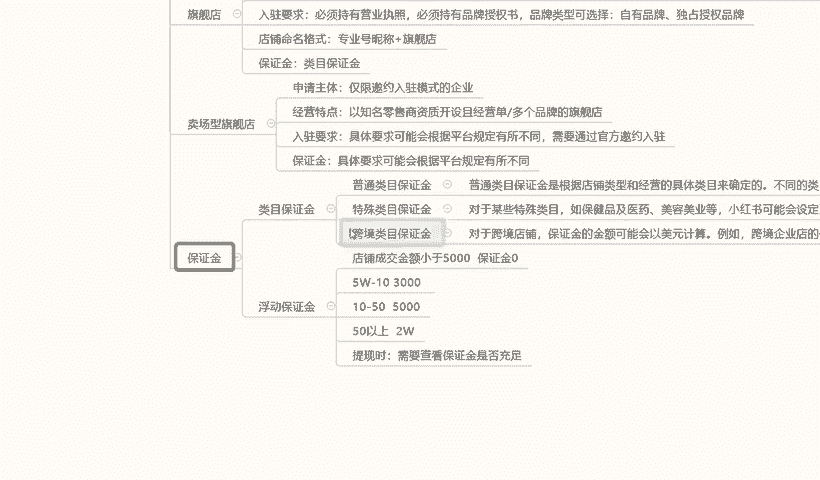 旗舰店
入驻要求：必须持有营业执照，必须持有品牌授权书，品牌类型可选择：自有品牌、独占授权品牌
店铺命名格式：专业号昵称+旗舰店
保证金：类目保证金
卖场型旗舰店
申请主体：仅限邀约入驻模式的企业
经营特点：以知名零售商资质开设且经营单/多个品牌的旗舰店
入驻要求：具体要求可能会根据平台规定有所不同，需要通过官方邀约入驻
保证金：具体要求可能会根据平台规定有所不同
保证金
类目保证金
普通类目保证金
普通类目保证金是根据店铺类型和经营的具体类目来确定的。不同的类
特殊类目保证金
对于某些特殊类目，如保健品及医药、美容美业等，小红书可能会设定
跨境类目保证金
对于跨境店铺，保证金的金额可能会以美元计算。例如，跨境企业店的
浮动保证金
店铺成交金额小于5000 保证金0
5W-10 3000
10-50 5000
50以上 2W
提现时：需要查看保证金是否充足